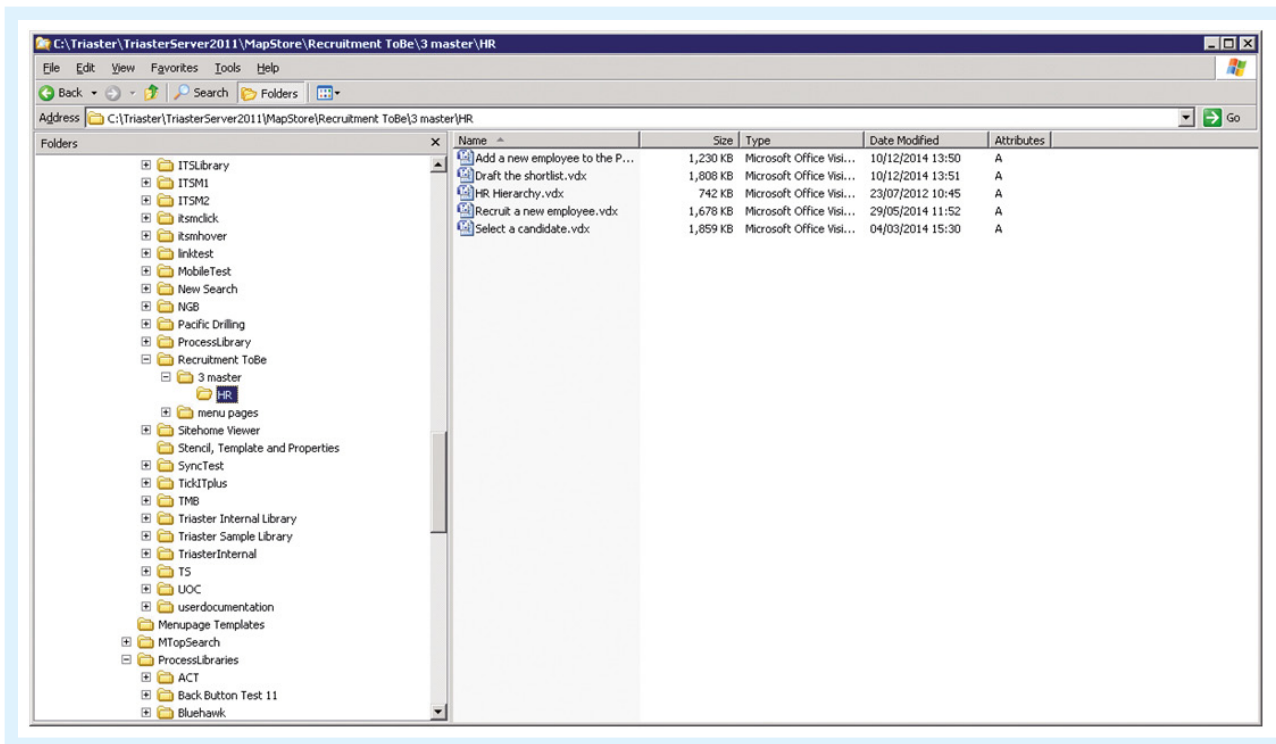 C:\Triaster\TriasterServer2011\MapStore\Recruitment ToBe\3 master\HR
File Edit View Favorites Tools Help
Back Search Folders
Address C:\Triaster\TriasterServer2011\MapStore\Recruitment ToBe\3 master\HR Go
Folders
ITSLibrary
ITSM1
ITSM2
itsmclick
itsmhover
linktest
MobileTest
New Search
NGB
Pacific Drilling
ProcessLibrary
Recruitment ToBe
3 master
HR
menu pages
Sitehome Viewer
Stencil, Template and Properties
SyncTest
TickITplus
TMB
Triaster Internal Library
Triaster Sample Library
TriasterInternal
TS
UOC
userdocumentation
Menupage Templates
MTopSearch
ProcessLibraries
ACT
Back Button Test 11
Bluehawk
Name Size Type Date Modified Attributes
Add a new employee to the P... 1,230 KB Microsoft Office Visi... 10/12/2014 13:50 A
Draft the shortlist.vdx 1,808 KB Microsoft Office Visi... 10/12/2014 13:51 A
HR Hierarchy.vdx 742 KB Microsoft Office Visi... 23/07/2012 10:45 A
Recruit a new employee.vdx 1,678 KB Microsoft Office Visi... 29/05/2014 11:52 A
Select a candidate.vdx 1,859 KB Microsoft Office Visi... 04/03/2014 15:30 A